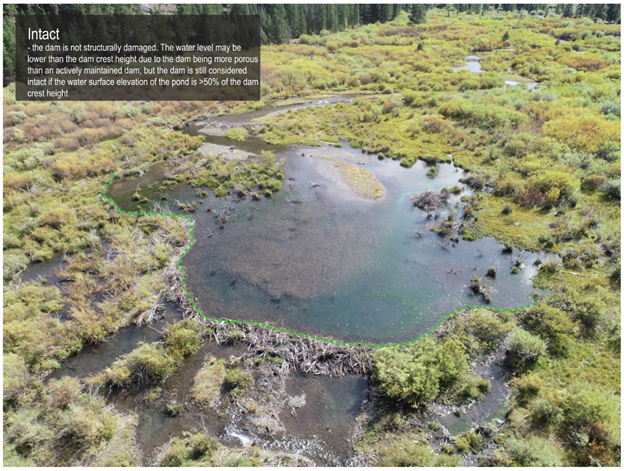 Intact
- the dam is not structurally damaged. The water level may be
lower than the dam crest height due to the dam being more porous
than an actively maintained dam, but the dam is still considered
intact if the water surface elevation of the pond is >50% of the dam
crest height